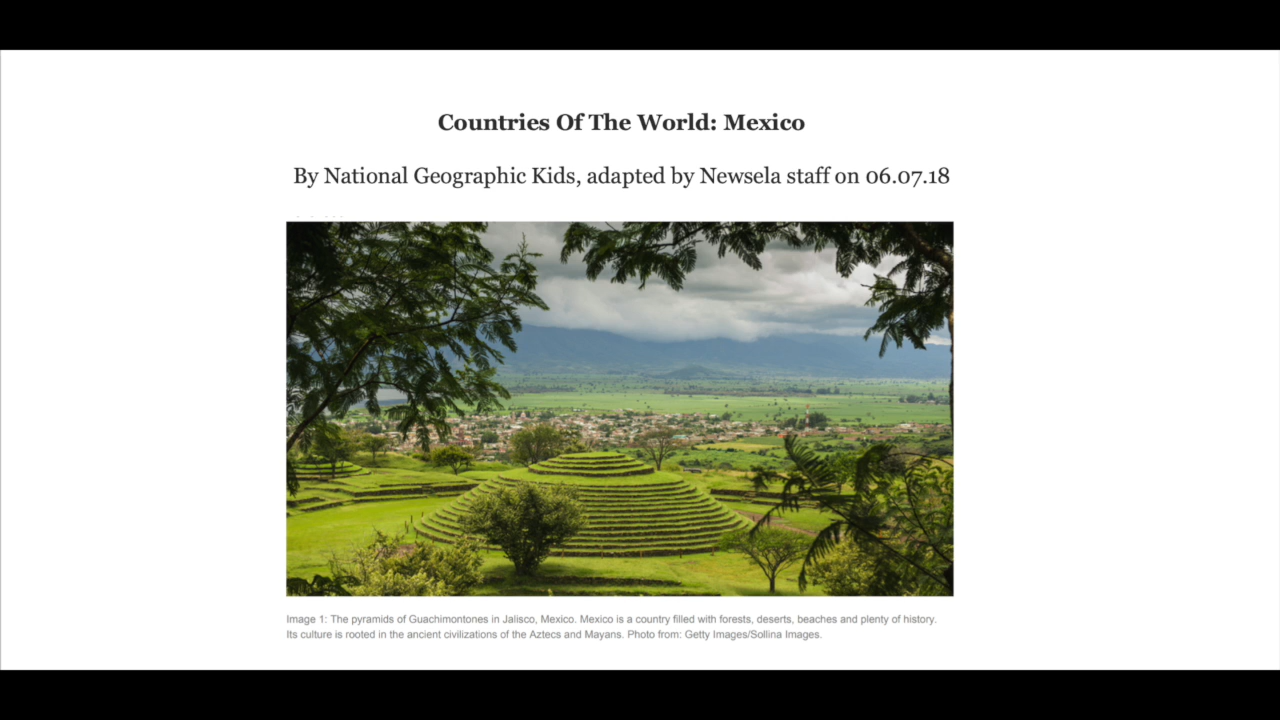 Countries Of The World: Mexico
By National Geographic Kids, adapted by Newsela staff on 06.07.18
Image 1: The pyramids of Guachimontones in Jalisco, Mexico. Mexico is a country filled with forests, deserts, beaches and plenty of history.
Its culture is rooted in the ancient civilizations of the Aztecs and Mayans. Photo from: Getty Images/Sollina Images.